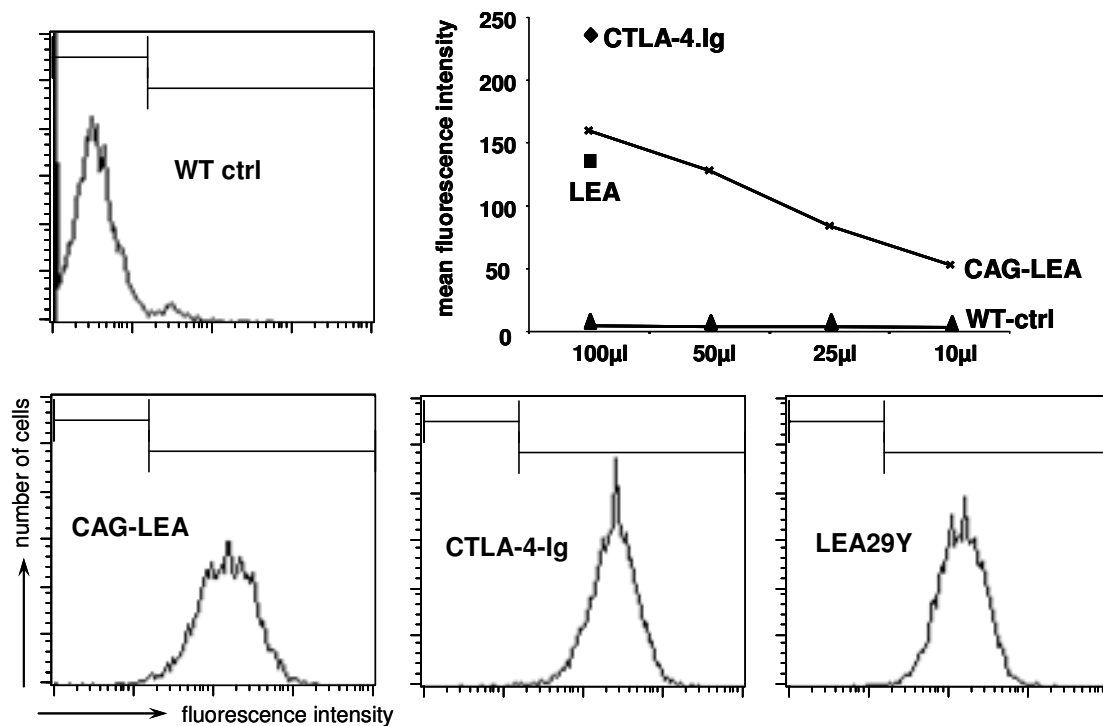 WT ctrl
mean fluorescence intensity
250
200
150
100
50
0
CTLA-4.Ig
LEA
CAG-LEA
WT-ctrl
100µl 50µl 25µl 10µl
number of cells
CAG-LEA
CTLA-4-Ig
LEA29Y
fluorescence intensity